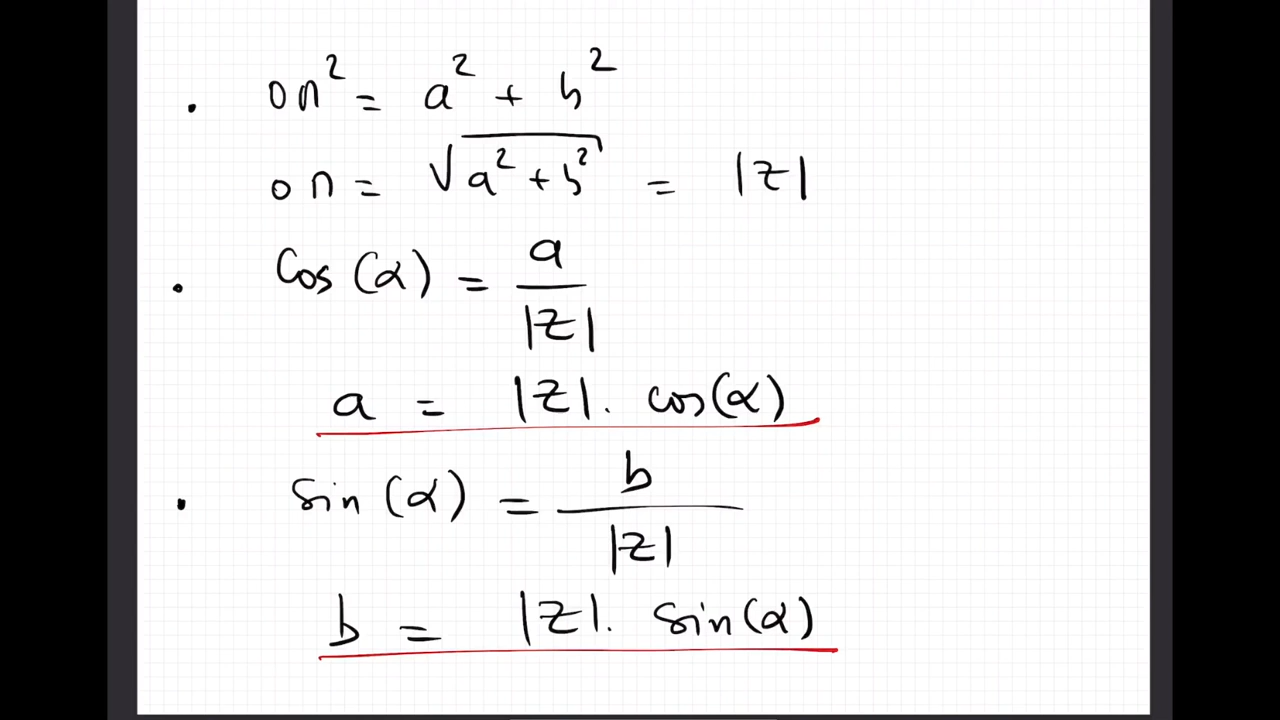 . on² = a² + b²
on = √a² + b² = |z|
. Cos (α) = a / |z|
a = |z| . cos(α)
. Sin (α) = b / |z|
b = |z| . Sin (α)